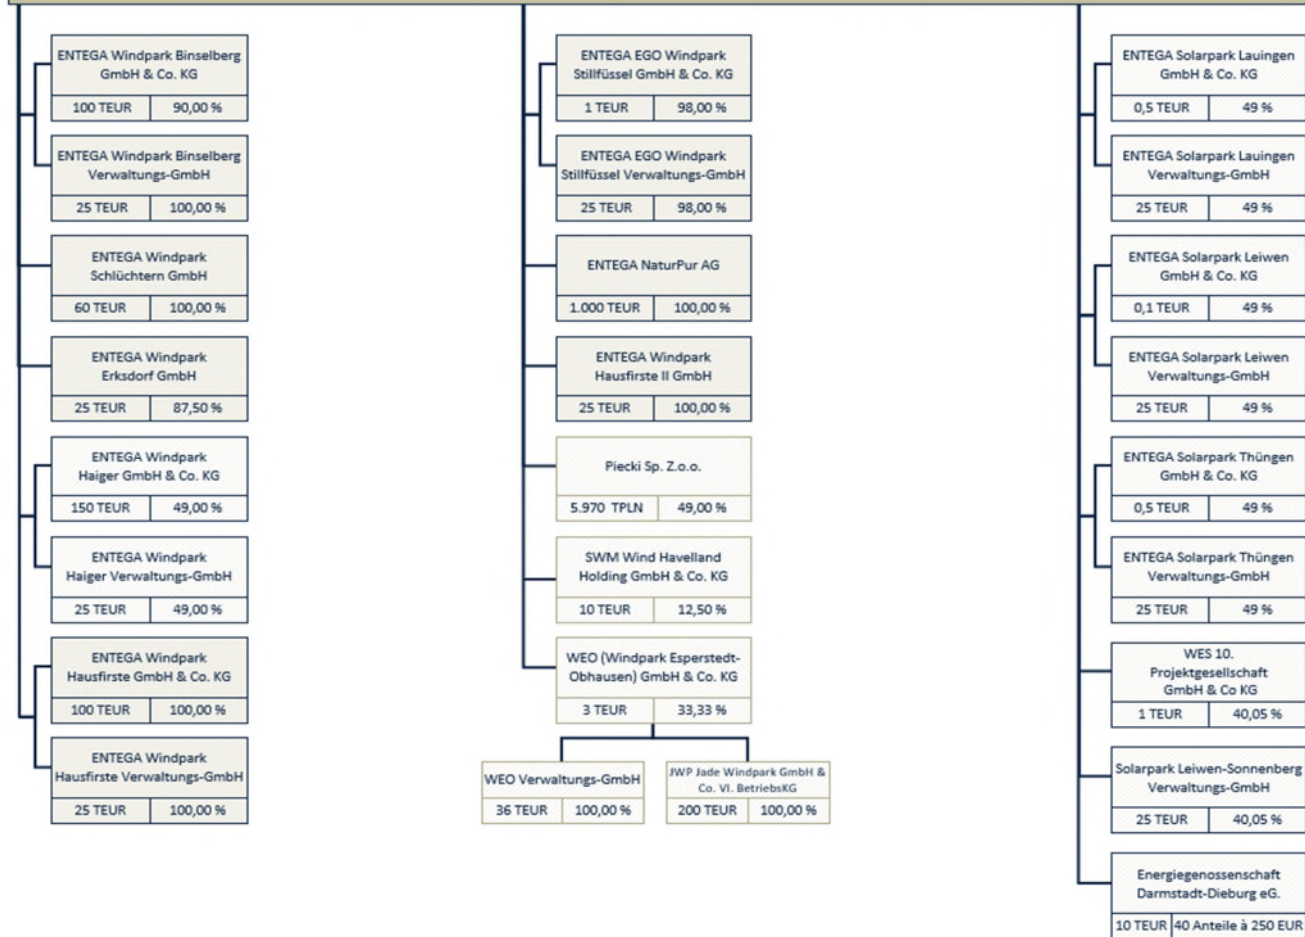 ENTEGA Windpark Binselberg
GmbH & Co. KG
100 TEUR 90,00 %
ENTEGA Windpark Binselberg
Verwaltungs-GmbH
25 TEUR 100,00 %
ENTEGA Windpark
Schlüchtern GmbH
60 TEUR 100,00 %
ENTEGA Windpark
Erksdorf GmbH
25 TEUR 87,50 %
ENTEGA Windpark
Haiger GmbH & Co. KG
150 TEUR 49,00 %
ENTEGA Windpark
Haiger Verwaltungs-GmbH
25 TEUR 49,00 %
ENTEGA Windpark
Hausfirste GmbH & Co. KG
100 TEUR 100,00 %
ENTEGA Windpark
Hausfirste Verwaltungs-GmbH
25 TEUR 100,00 %
ENTEGA EGO Windpark
Stillfüssel GmbH & Co. KG
1 TEUR 98,00 %
ENTEGA EGO Windpark
Stillfüssel Verwaltungs-GmbH
25 TEUR 98,00 %
ENTEGA NaturPur AG
1.000 TEUR 100,00 %
ENTEGA Windpark
Hausfirste II GmbH
25 TEUR 100,00 %
Piecki Sp. Z.o.o.
5.970 TPLN 49,00 %
SWM Wind Havelland
Holding GmbH & Co. KG
10 TEUR 12,50 %
WEO (Windpark Esperstedt-
Obhausen) GmbH & Co. KG
3 TEUR 33,33 %
WEO Verwaltungs-GmbH
36 TEUR 100,00 %
JWP Jade Windpark GmbH &
Co. VI. BetriebsKG
200 TEUR 100,00 %
ENTEGA Solarpark Lauingen
GmbH & Co. KG
0,5 TEUR 49 %
ENTEGA Solarpark Lauingen
Verwaltungs-GmbH
25 TEUR 49 %
ENTEGA Solarpark Leiwen
GmbH & Co. KG
0,1 TEUR 49 %
ENTEGA Solarpark Leiwen
Verwaltungs-GmbH
25 TEUR 49 %
ENTEGA Solarpark Thüngen
GmbH & Co. KG
0,5 TEUR 49 %
ENTEGA Solarpark Thüngen
Verwaltungs-GmbH
25 TEUR 49 %
WES 10.
Projektgesellschaft
GmbH & Co KG
1 TEUR 40,05 %
Solarpark Leiwen-Sonnenberg
Verwaltungs-GmbH
25 TEUR 40,05 %
Energiegenossenschaft
Darmstadt-Dieburg eG.
10 TEUR 40 Anteile à 250 EUR